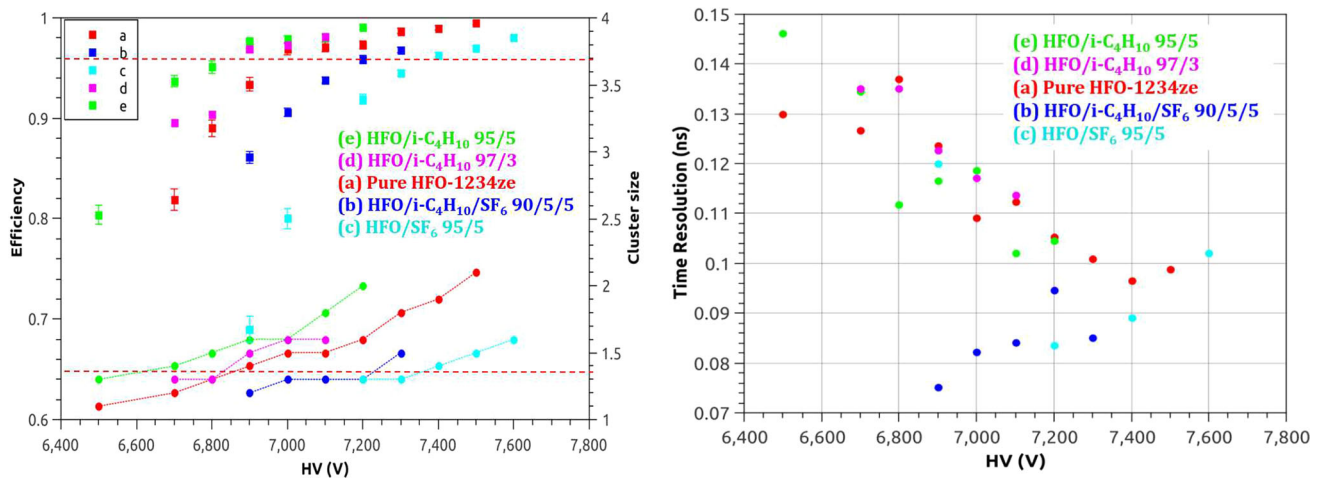 1
0.9
0.8
0.7
0.6
Efficiency
a
b
c
d
e
(e) HFO/i-C₄H₁₀ 95/5
(d) HFO/i-C₄H₁₀ 97/3
(a) Pure HFO-1234ze
(b) HFO/i-C₄H₁₀/SF₆ 90/5/5
(c) HFO/SF₆ 95/5
4
3.5
3
2.5
2
1.5
1
Cluster size
6,400 6,600 6,800 7,000 7,200 7,400 7,600 7,800
HV (V)
0.15
0.14
0.13
0.12
0.11
0.1
0.09
0.08
0.07
Time Resolution (ns)
(e) HFO/i-C₄H₁₀ 95/5
(d) HFO/i-C₄H₁₀ 97/3
(a) Pure HFO-1234ze
(b) HFO/i-C₄H₁₀/SF₆ 90/5/5
(c) HFO/SF₆ 95/5
6,400 6,600 6,800 7,000 7,200 7,400 7,600 7,800
HV (V)